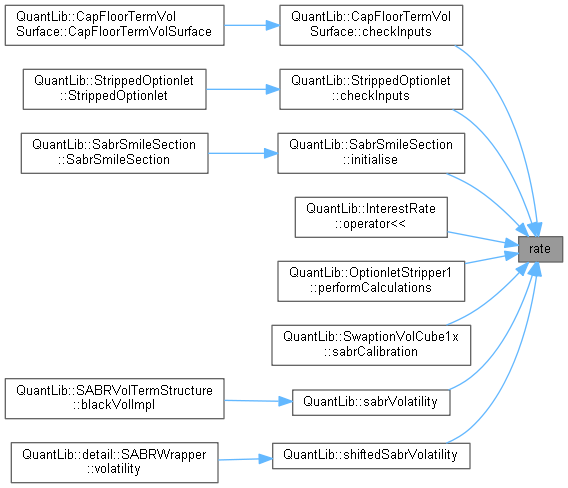 QuantLib::CapFloorTermVol
Surface::CapFloorTermVolSurface
QuantLib::CapFloorTermVol
Surface::checkInputs
QuantLib::StrippedOptionlet
::StrippedOptionlet
QuantLib::StrippedOptionlet
::checkInputs
QuantLib::SabrSmileSection
::SabrSmileSection
QuantLib::SabrSmileSection
::initialise
QuantLib::InterestRate
::operator<<
rate
QuantLib::OptionletStripper1
::performCalculations
QuantLib::SwaptionVolCube1x
::sabrCalibration
QuantLib::SABRVolTermStructure
::blackVolImpl
QuantLib::sabrVolatility
QuantLib::detail::SABRWrapper
::volatility
QuantLib::shiftedSabrVolatility